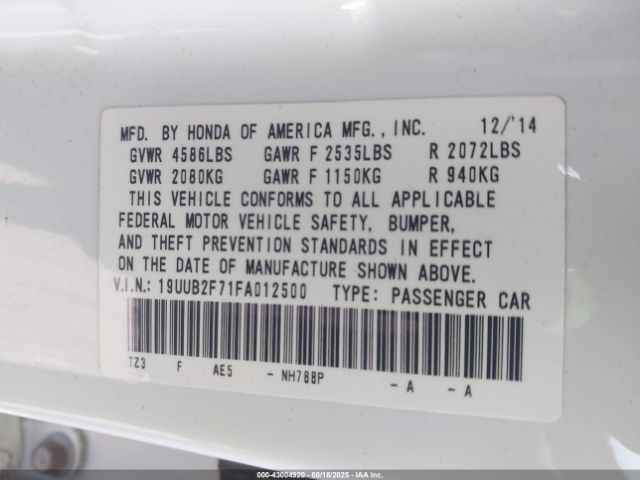 MFD. BY HONDA OF AMERICA MFG., INC. 12/'14
GVWR 4586LBS GAWR F 2535LBS R 2072LBS
GVWR 2080KG GAWR F 1150KG R 940KG
THIS VEHICLE CONFORMS TO ALL APPLICABLE
FEDERAL MOTOR VEHICLE SAFETY, BUMPER,
AND THEFT PREVENTION STANDARDS IN EFFECT
ON THE DATE OF MANUFACTURE SHOWN ABOVE.
V.I.N.: 19UUB2F71FA012500 TYPE: PASSENGER CAR
TZ3 F AE5 - NH788P - A - A
000-43004920 - 08/18/2025 - IAA Inc.